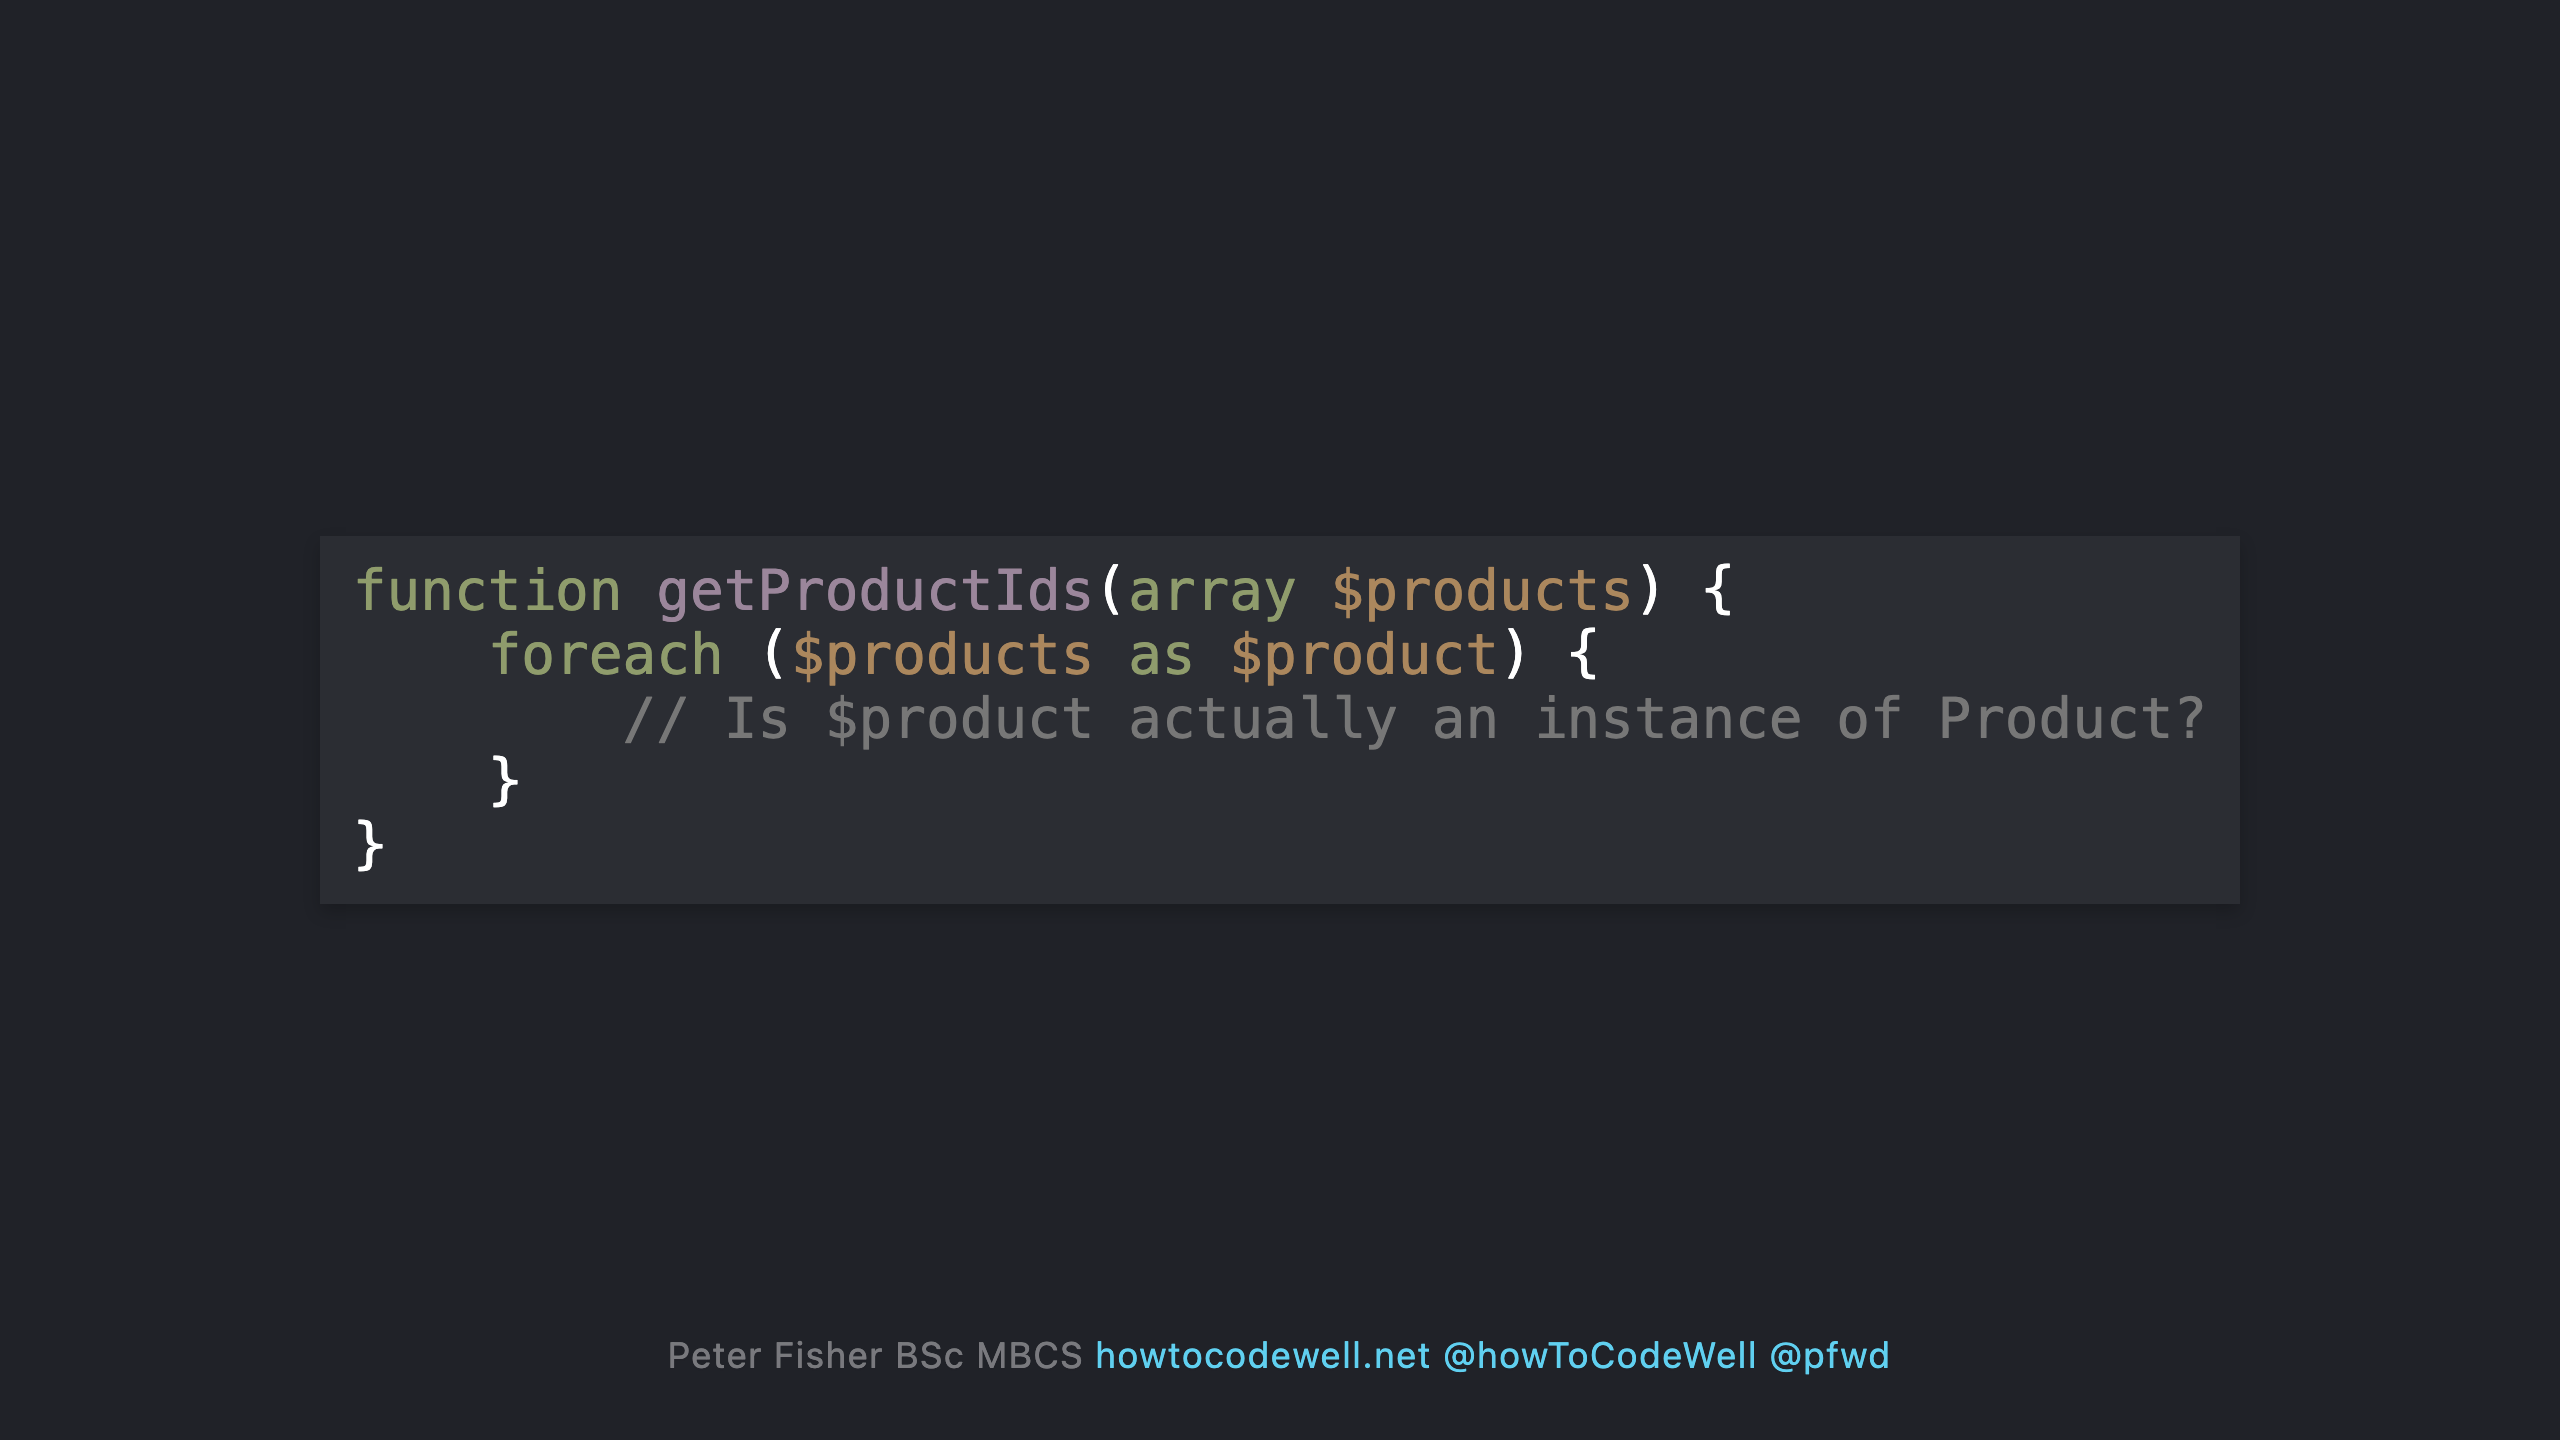 function getProductIds(array $products) {
    foreach ($products as $product) {
        // Is $product actually an instance of Product?
    }
}
Peter Fisher BSc MBCS howtocodewell.net @howToCodeWell @pfwd